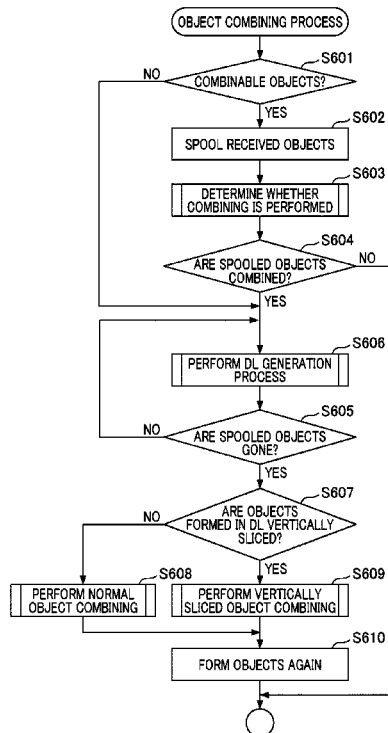 OBJECT COMBINING PROCESS
S601
NO
COMBINABLE OBJECTS?
YES
S602
SPOOL RECEIVED OBJECTS
S603
DETERMINE WHETHER
COMBINING IS PERFORMED
S604
NO
ARE SPOOLED OBJECTS
COMBINED?
YES
S606
PERFORM DL GENERATION
PROCESS
S605
NO
ARE SPOOLED OBJECTS
GONE?
YES
S607
NO
ARE OBJECTS
FORMED IN DL VERTICALLY
SLICED?
YES
S608
PERFORM NORMAL
OBJECT COMBINING
S609
PERFORM VERTICALLY
SLICED OBJECT COMBINING
S610
FORM OBJECTS AGAIN